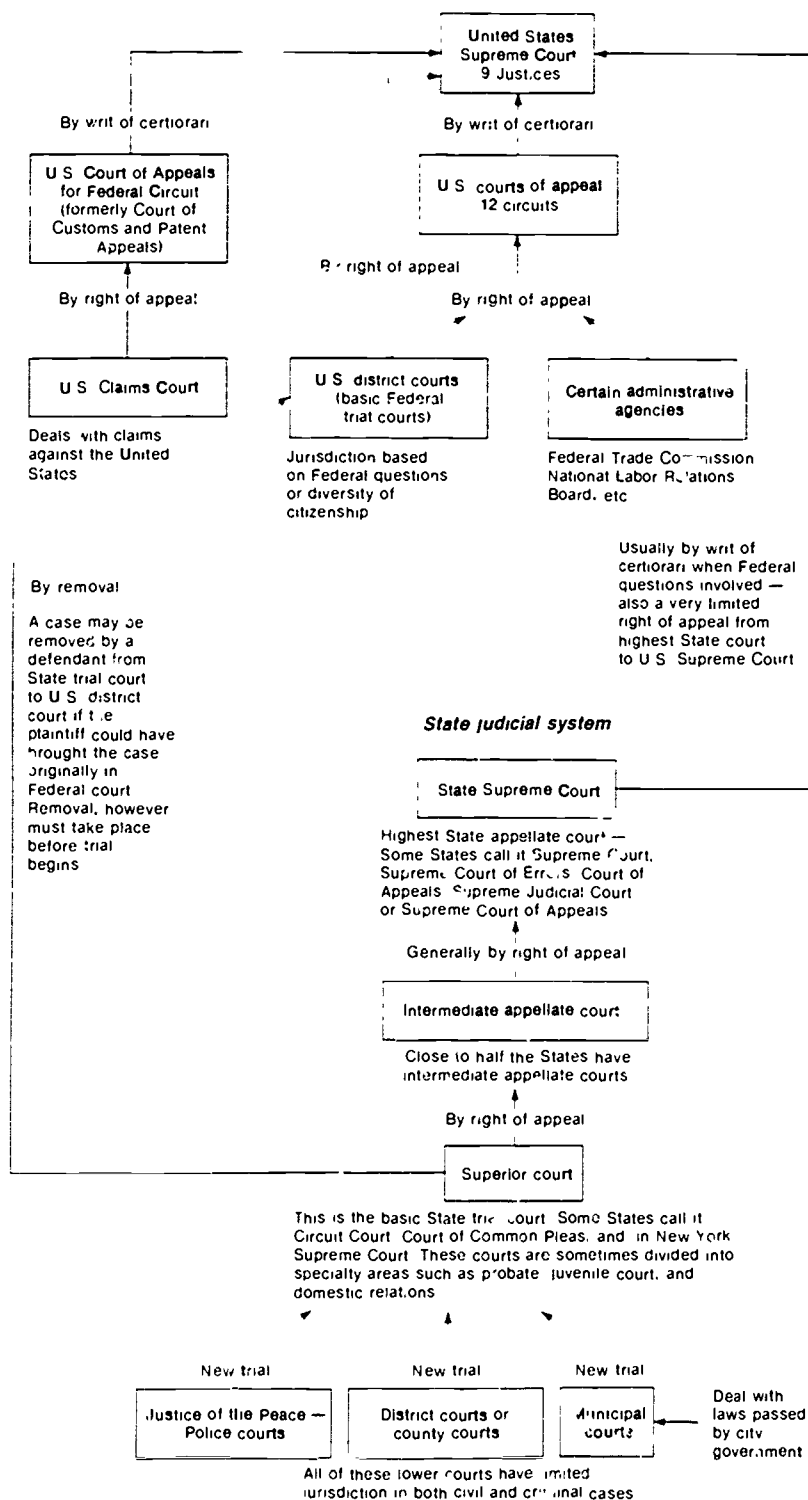 United States
Supreme Court
9 Justices
By writ of certiorari
By writ of certiorari
U S Court of Appeals
for Federal Circuit
(formerly Court of
Customs and Patent
Appeals)
U S courts of appeal
12 circuits
By right of appeal
By right of appeal
By right of appeal
U S Claims Court
U S district courts
(basic Federal
trial courts)
Certain administrative
agencies
Deals with claims
against the United
States
Jurisdiction based
on Federal questions
or diversity of
citizenship
Federal Trade Commission
National Labor Relations
Board, etc
Usually by writ of
certiorari when Federal
questions involved —
also a very limited
right of appeal from
highest State court
to U S Supreme Court
By removal
A case may be
removed by a
defendant from
State trial court
to U S district
court if the
plaintiff could have
brought the case
originally in
Federal court
Removal, however
must take place
before trial
begins
State judicial system
State Supreme Court
Highest State appellate court —
Some States call it Supreme Court,
Supreme Court of Errors Court of
Appeals Supreme Judicial Court
or Supreme Court of Appeals
Generally by right of appeal
Intermediate appellate court
Close to half the States have
intermediate appellate courts
By right of appeal
Superior court
This is the basic State trial court Some States call it
Circuit Court Court of Common Pleas, and in New York
Supreme Court These courts are sometimes divided into
specialty areas such as probate juvenile court, and
domestic relations
New trial
New trial
New trial
Justice of the Peace —
Police courts
District courts or
county courts
Municipal
courts
Deal with
laws passed
by city
government
All of these lower courts have limited
jurisdiction in both civil and criminal cases